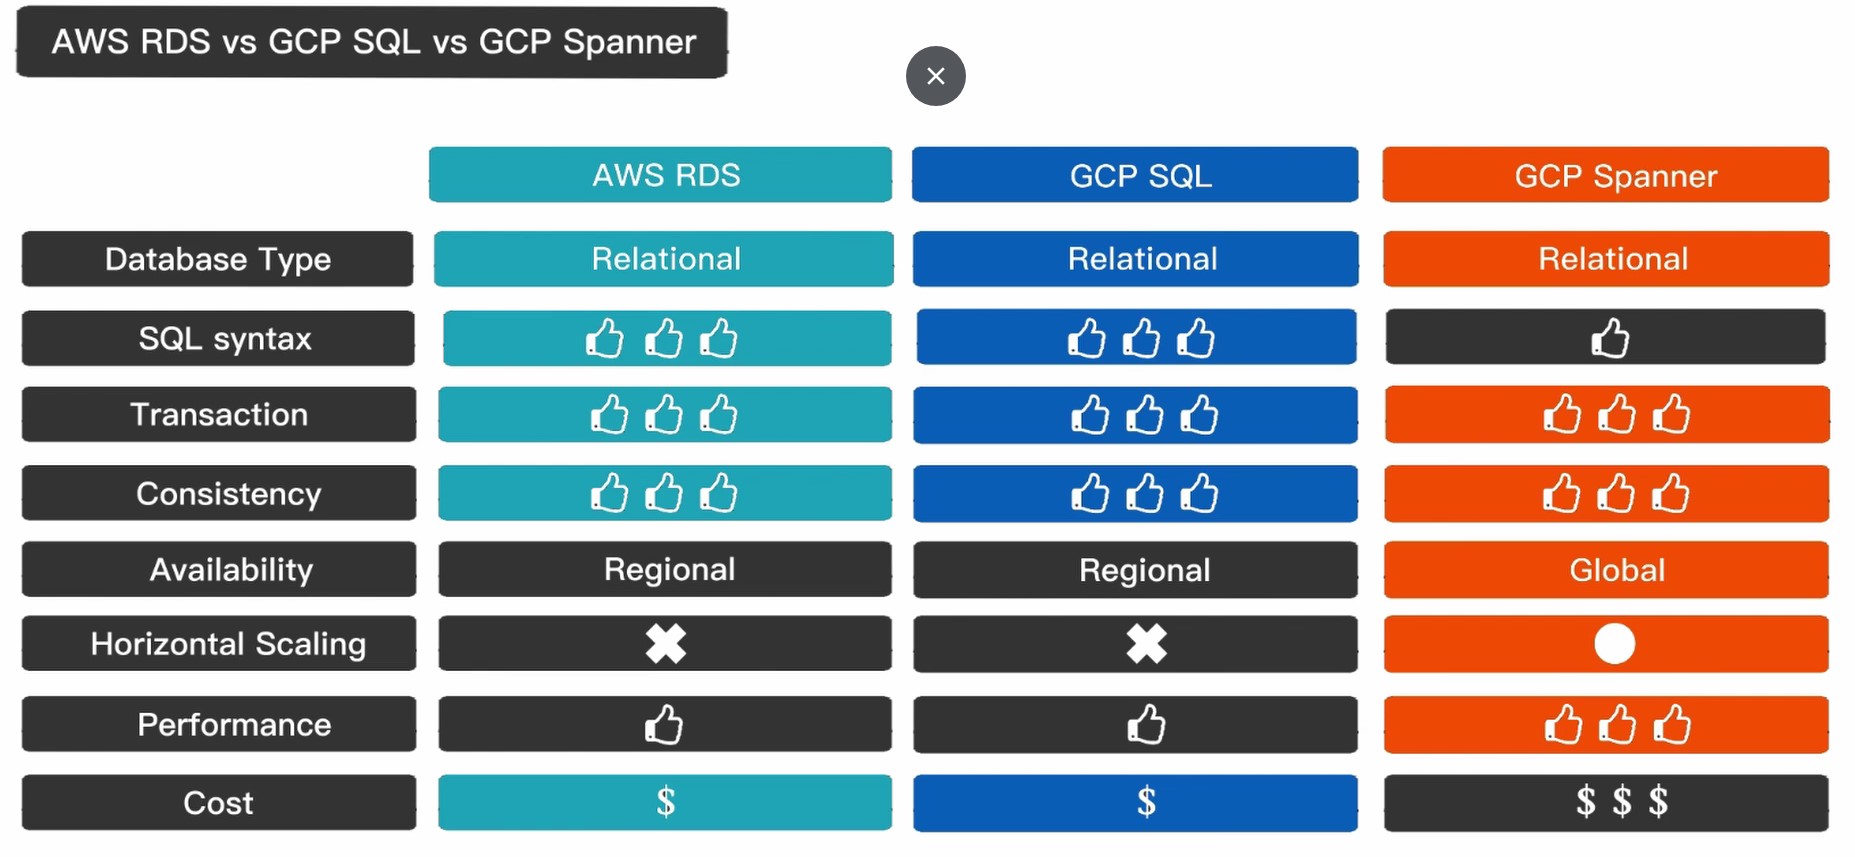 AWS RDS vs GCP SQL vs GCP Spanner
AWS RDS GCP SQL GCP Spanner
Database Type Relational Relational Relational
SQL syntax
Transaction
Consistency
Availability Regional Regional Global
Horizontal Scaling
Performance
Cost $ $ $ $ $